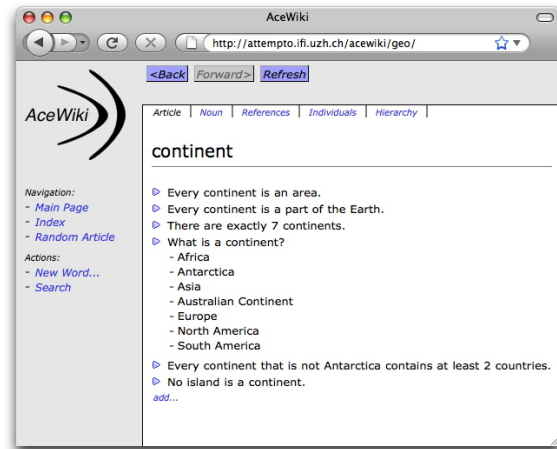 AceWiki
http://attempto.ifi.uzh.ch/acewiki/geo/
<Back Forward> Refresh
AceWiki
Article Noun References Individuals Hierarchy
continent
Navigation:
- Main Page
- Index
- Random Article
Actions:
- New Word...
- Search
Every continent is an area.
Every continent is a part of the Earth.
There are exactly 7 continents.
What is a continent?
- Africa
- Antarctica
- Asia
- Australian Continent
- Europe
- North America
- South America
Every continent that is not Antarctica contains at least 2 countries.
No island is a continent.
add...